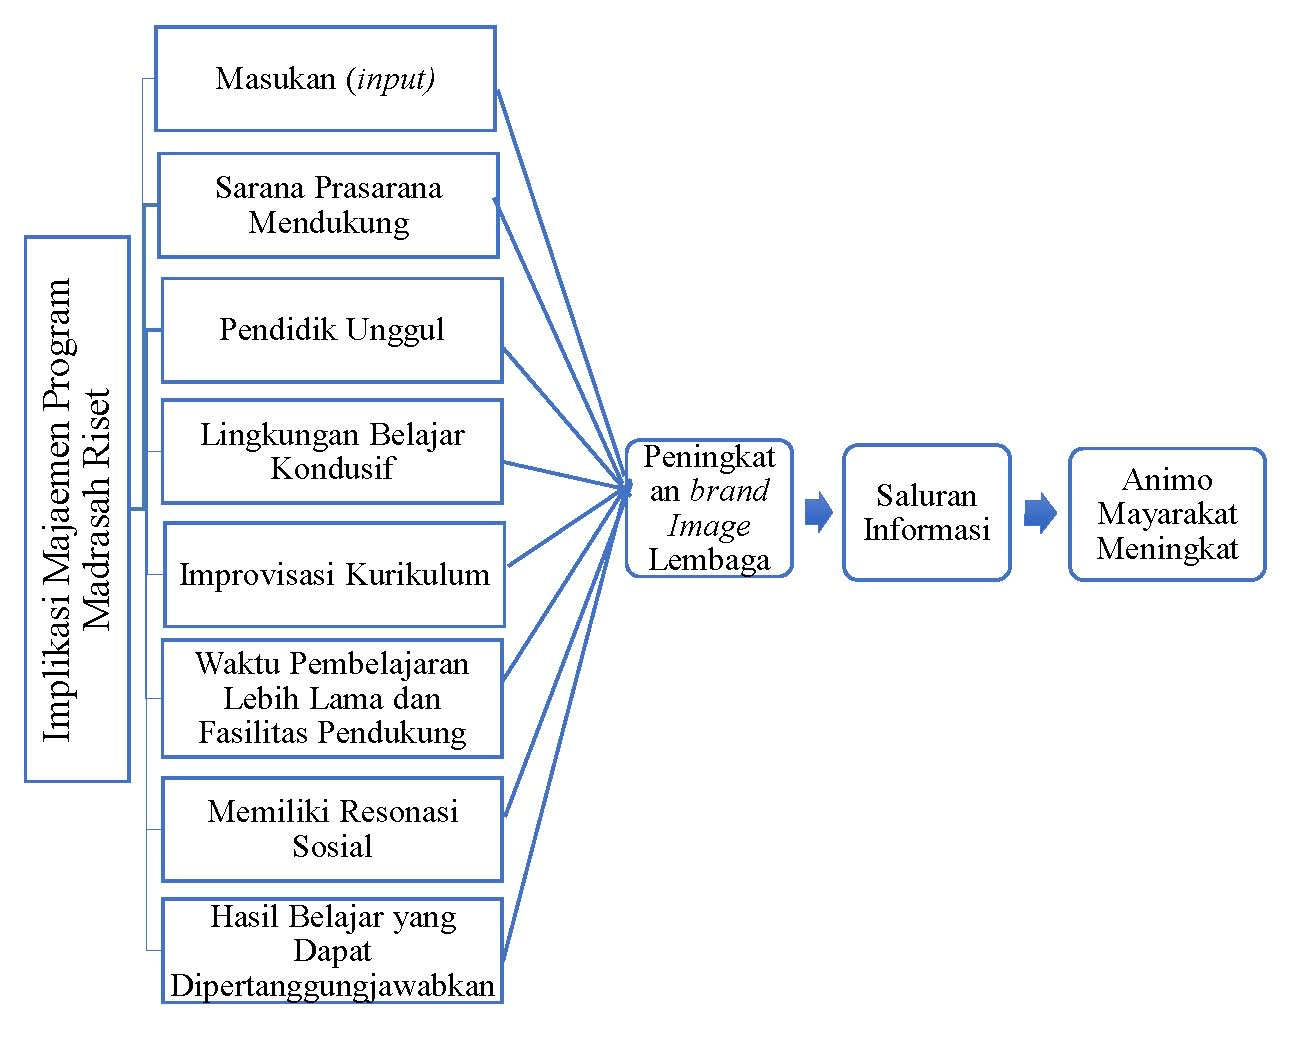 Implikasi Majaemen Program
Madrasah Riset
Masukan (input)
Sarana Prasarana
Mendukung
Pendidik Unggul
Lingkungan Belajar
Kondusif
Improvisasi Kurikulum
Waktu Pembelajaran
Lebih Lama dan
Fasilitas Pendukung
Memiliki Resonasi
Sosial
Hasil Belajar yang
Dapat
Dipertanggungjawabkan
Peningkat
an brand
Image
Lembaga
Saluran
Informasi
Animo
Mayarakat
Meningkat